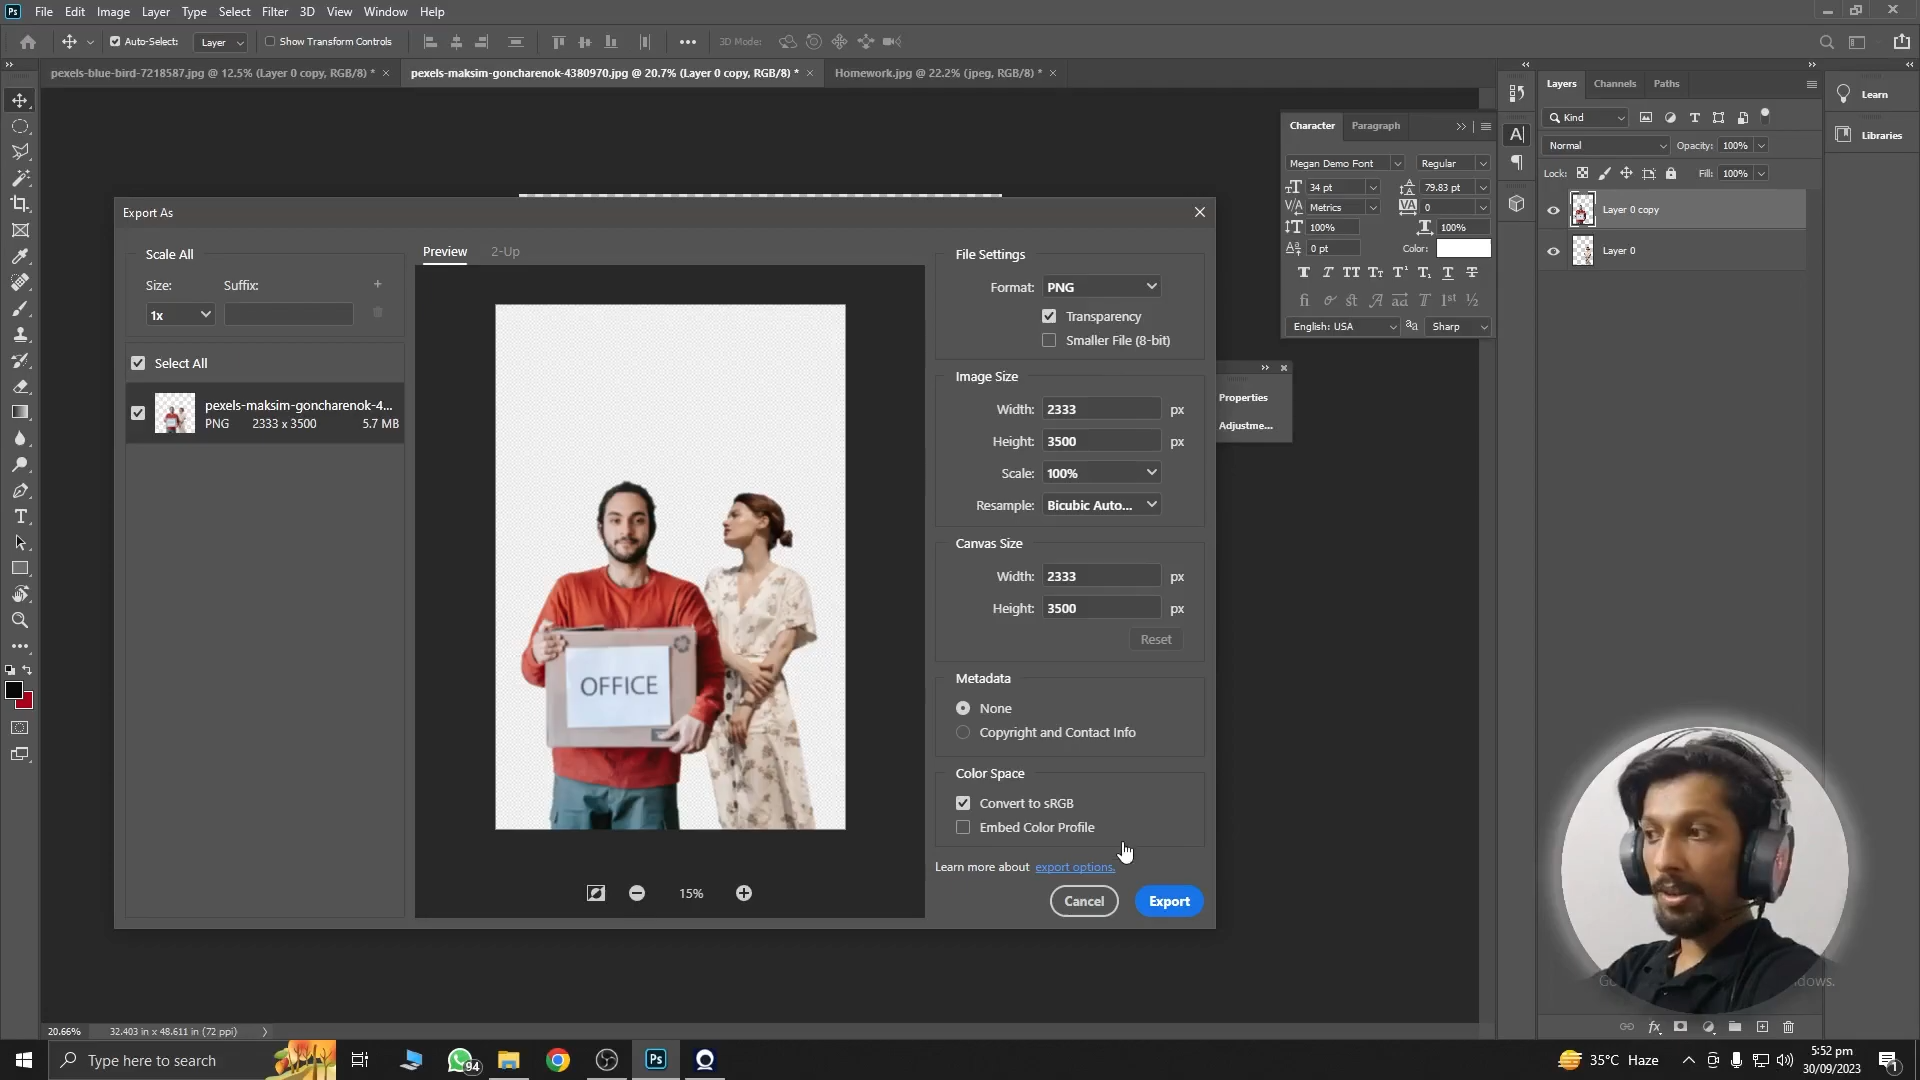 Ps File Edit Image Layer Type Select Filter 3D View Window Help
Auto-Select: Layer Show Transform Controls 3D Mode:
pexels-blue-bird-7218587.jpg @ 12.5% (Layer 0 copy, RGB/8) * × pexels-maksim-goncharenok-4380970.jpg @ 20.7% (Layer 0 copy, RGB/8) * × Homework.jpg @ 22.2% (jpeg, RGB/8) * ×
Layers Channels Paths
Learn
Kind
Libraries
Normal Opacity: 100%
Lock: Fill: 100%
Layer 0 copy
Layer 0
Character Paragraph
Megan Demo Font Regular
34 pt 79.83 pt
Metrics 0
100% 100%
0 pt Color:
English: USA Sharp
Properties
Adjustme...
Export As
Scale All
Size: Suffix:
1x
Select All
pexels-maksim-goncharenok-4...
PNG 2333 x 3500 5.7 MB
Preview 2-Up
OFFICE
15%
File Settings
Format: PNG
Transparency
Smaller File (8-bit)
Image Size
Width: 2333 px
Height: 3500 px
Scale: 100%
Resample: Bicubic Auto...
Canvas Size
Width: 2333 px
Height: 3500 px
Reset
Metadata
None
Copyright and Contact Info
Color Space
Convert to sRGB
Embed Color Profile
Learn more about export options.
Cancel Export
20.66% 32.403 in x 48.611 in (72 ppi)
Type here to search
94
Ps
35°C Haze
5:52 pm
30/09/2023
1